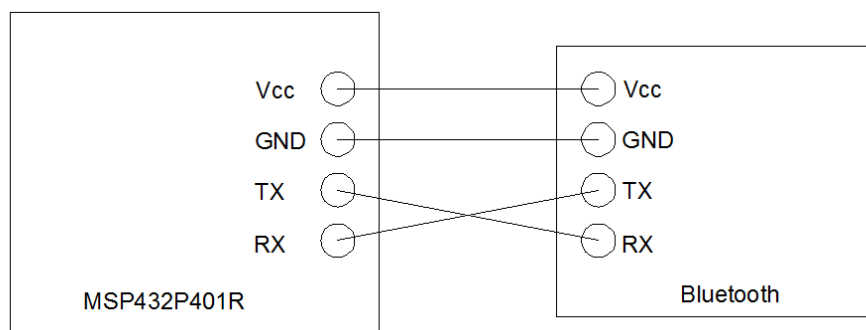 Vcc
GND
TX
RX
MSP432P401R
Vcc
GND
TX
RX
Bluetooth